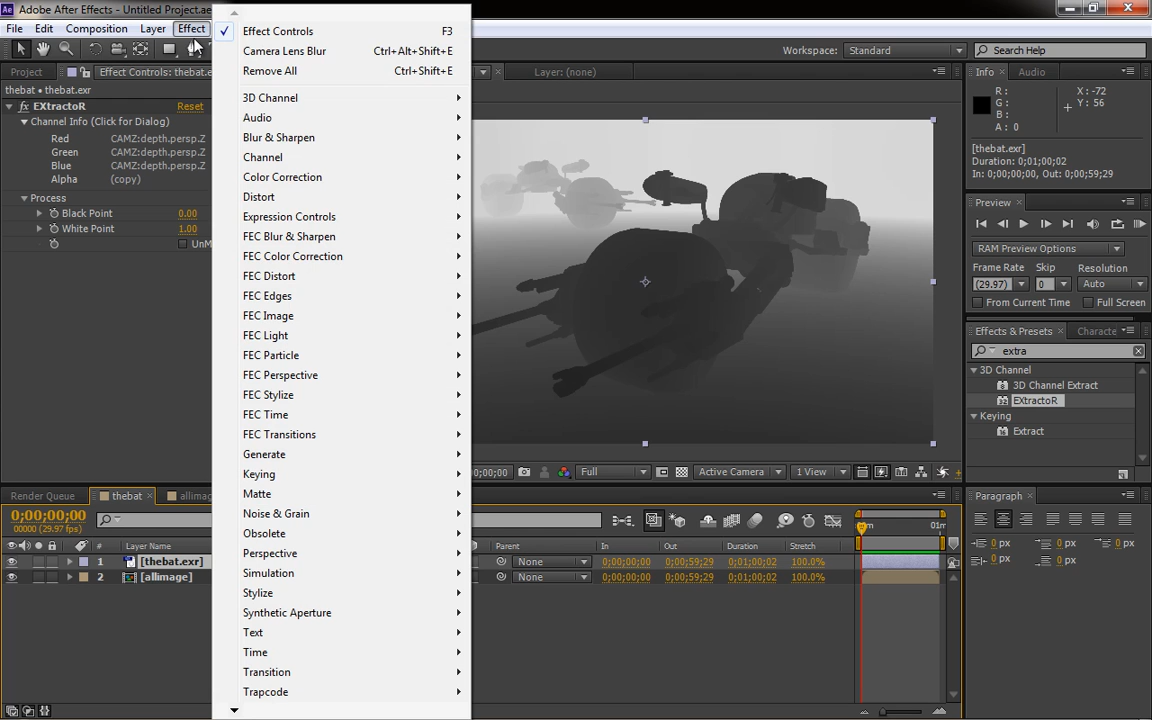 Adobe After Effects - Untitled Project.ae
File Edit Composition Layer Effect
Workspace: Standard
Search Help
Project Effect Controls: thebat.e
Layer: (none)
thebat • thebat.exr
fx EXtractoR Reset
Channel Info (Click for Dialog)
Red CAMZ:depth.persp.Z
Green CAMZ:depth.persp.Z
Blue CAMZ:depth.persp.Z
Alpha (copy)
Process
Black Point 0.00
White Point 1.00
UnM
Effect Controls F3
Camera Lens Blur Ctrl+Alt+Shift+E
Remove All Ctrl+Shift+E
3D Channel
Audio
Blur & Sharpen
Channel
Color Correction
Distort
Expression Controls
FEC Blur & Sharpen
FEC Color Correction
FEC Distort
FEC Edges
FEC Image
FEC Light
FEC Particle
FEC Perspective
FEC Stylize
FEC Time
FEC Transitions
Generate
Keying
Matte
Noise & Grain
Obsolete
Perspective
Simulation
Stylize
Synthetic Aperture
Text
Time
Transition
Trapcode
Info Audio
R :
G :
B :
A : 0
X : -72
Y : 56
[thebat.exr]
Duration: 0;01;00;02
In: 0;00;00;00, Out: 0;00;59;29
Preview
RAM Preview Options
Frame Rate Skip Resolution
(29.97) 0 Auto
From Current Time Full Screen
Effects & Presets Characte
extra
3D Channel
3D Channel Extract
EXtractoR
Keying
Extract
00;00;00 Full Active Camera 1 View
Render Queue thebat allimag
0;00;00;00
00000 (29.97 fps)
# Layer Name
Parent In Out Duration Stretch
1 [thebat.exr] None 0;00;00;00 0;00;59;29 0;01;00;02 100.0%
2 [allimage] None 0;00;00;00 0;00;59;29 0;01;00;02 100.0%
01m
Paragraph
0 px 0 px 0 px
0 px 0 px